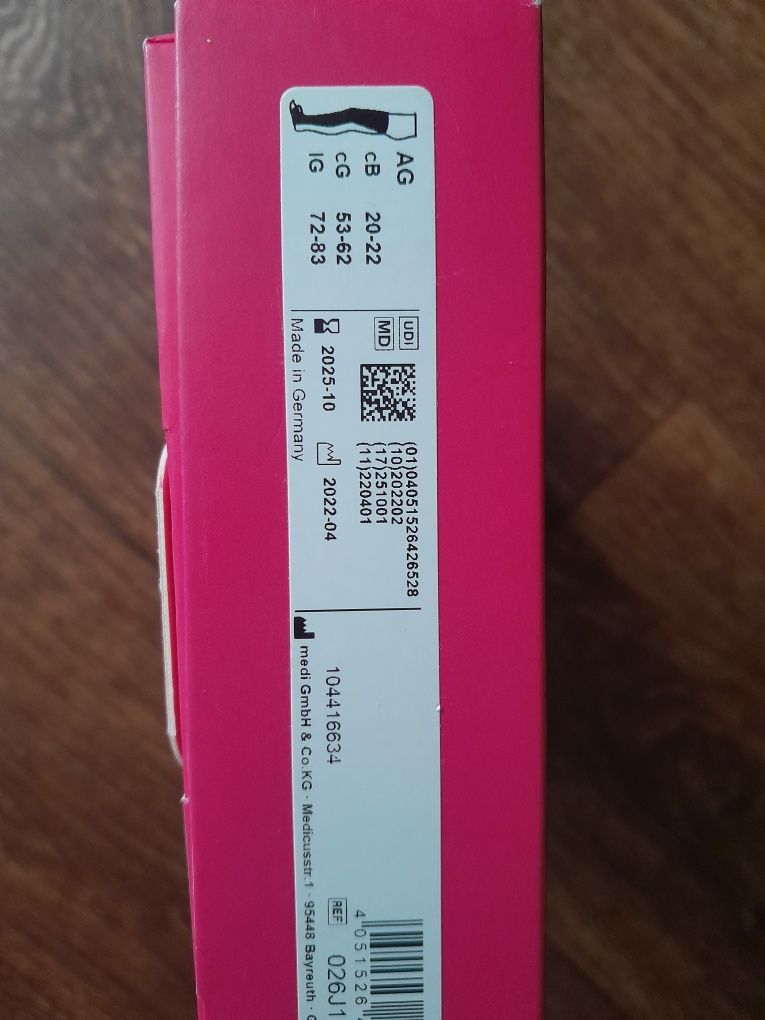 AG
cB 20-22
cG 53-62
lG 72-83
UDI
MD
(01)04051526426528
(10)202202
(17)251001
(11)220401
2025-10 2022-04
Made in Germany
104416634
medi GmbH & Co.KG · Medicusstr.1 · 95448 Bayreuth ·
4 051526
REF 026J1